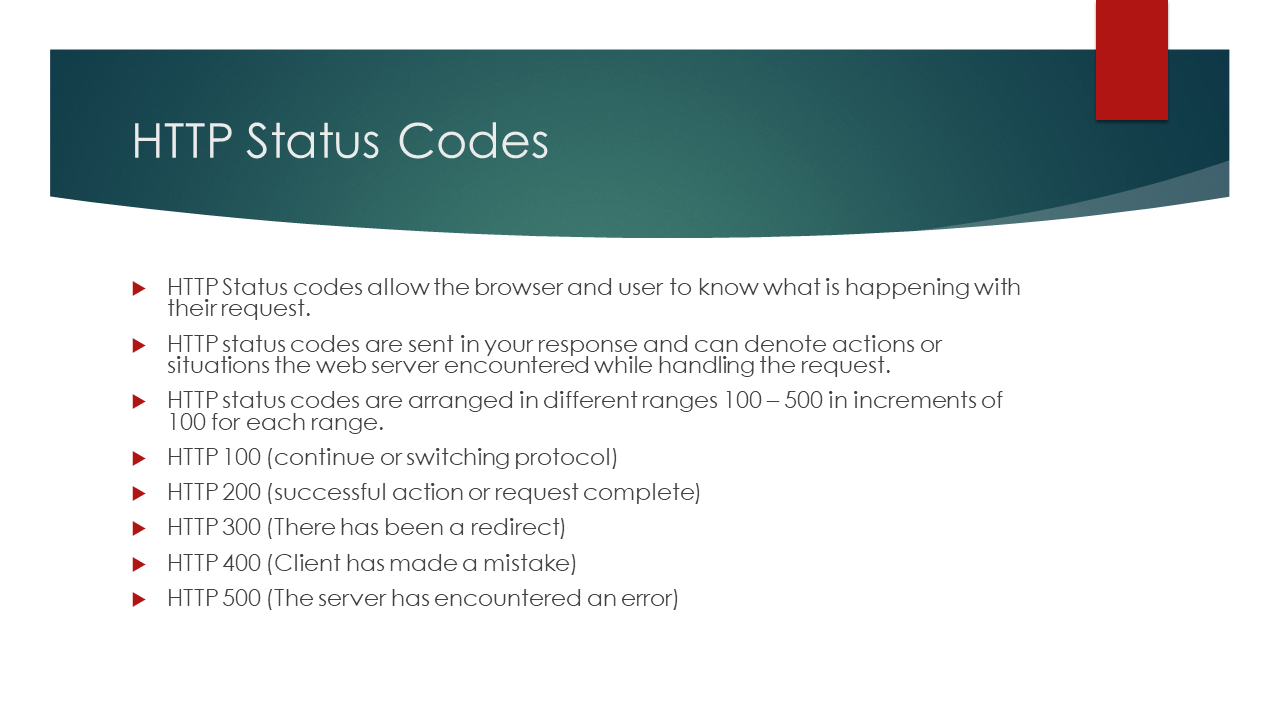 HTTP Status Codes
HTTP Status codes allow the browser and user to know what is happening with
their request.
HTTP status codes are sent in your response and can denote actions or
situations the web server encountered while handling the request.
HTTP status codes are arranged in different ranges 100 – 500 in increments of
100 for each range.
HTTP 100 (continue or switching protocol)
HTTP 200 (successful action or request complete)
HTTP 300 (There has been a redirect)
HTTP 400 (Client has made a mistake)
HTTP 500 (The server has encountered an error)